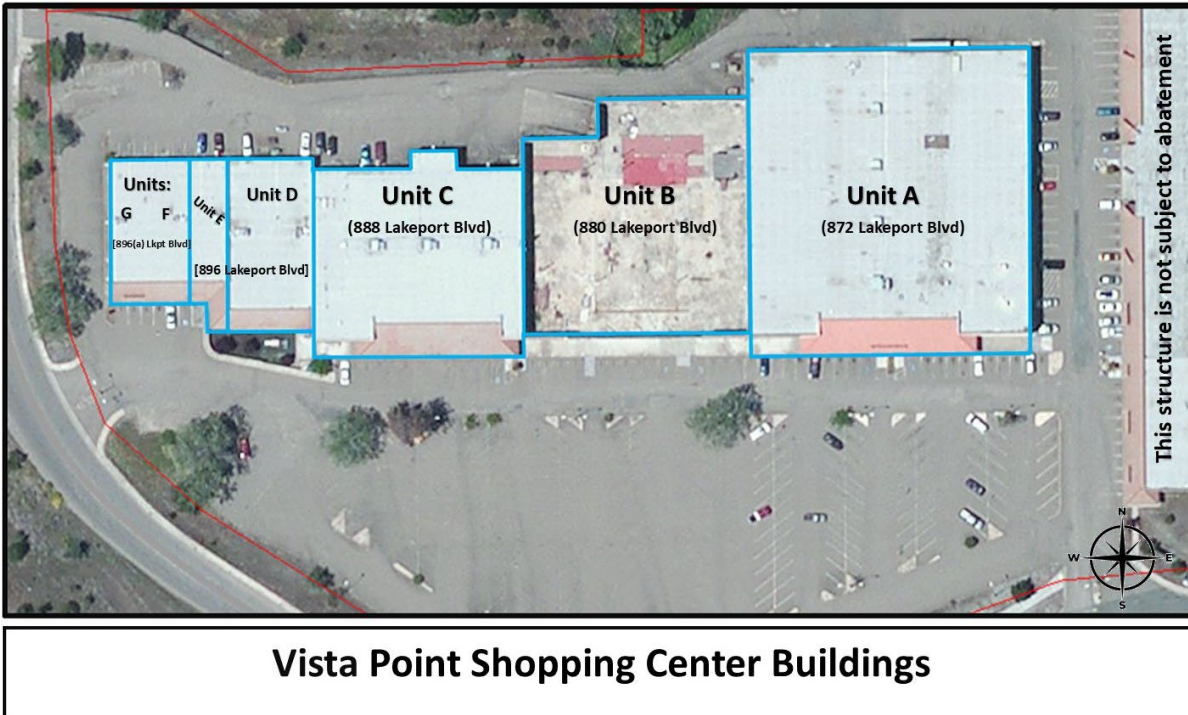 Units:
G F
[896(a) Lkpt Blvd]
Unit E
Unit D
[896 Lakeport Blvd]
Unit C
(888 Lakeport Blvd)
Unit B
(880 Lakeport Blvd)
Unit A
(872 Lakeport Blvd)
This structure is not subject to abatement
N
W E
S
Vista Point Shopping Center Buildings